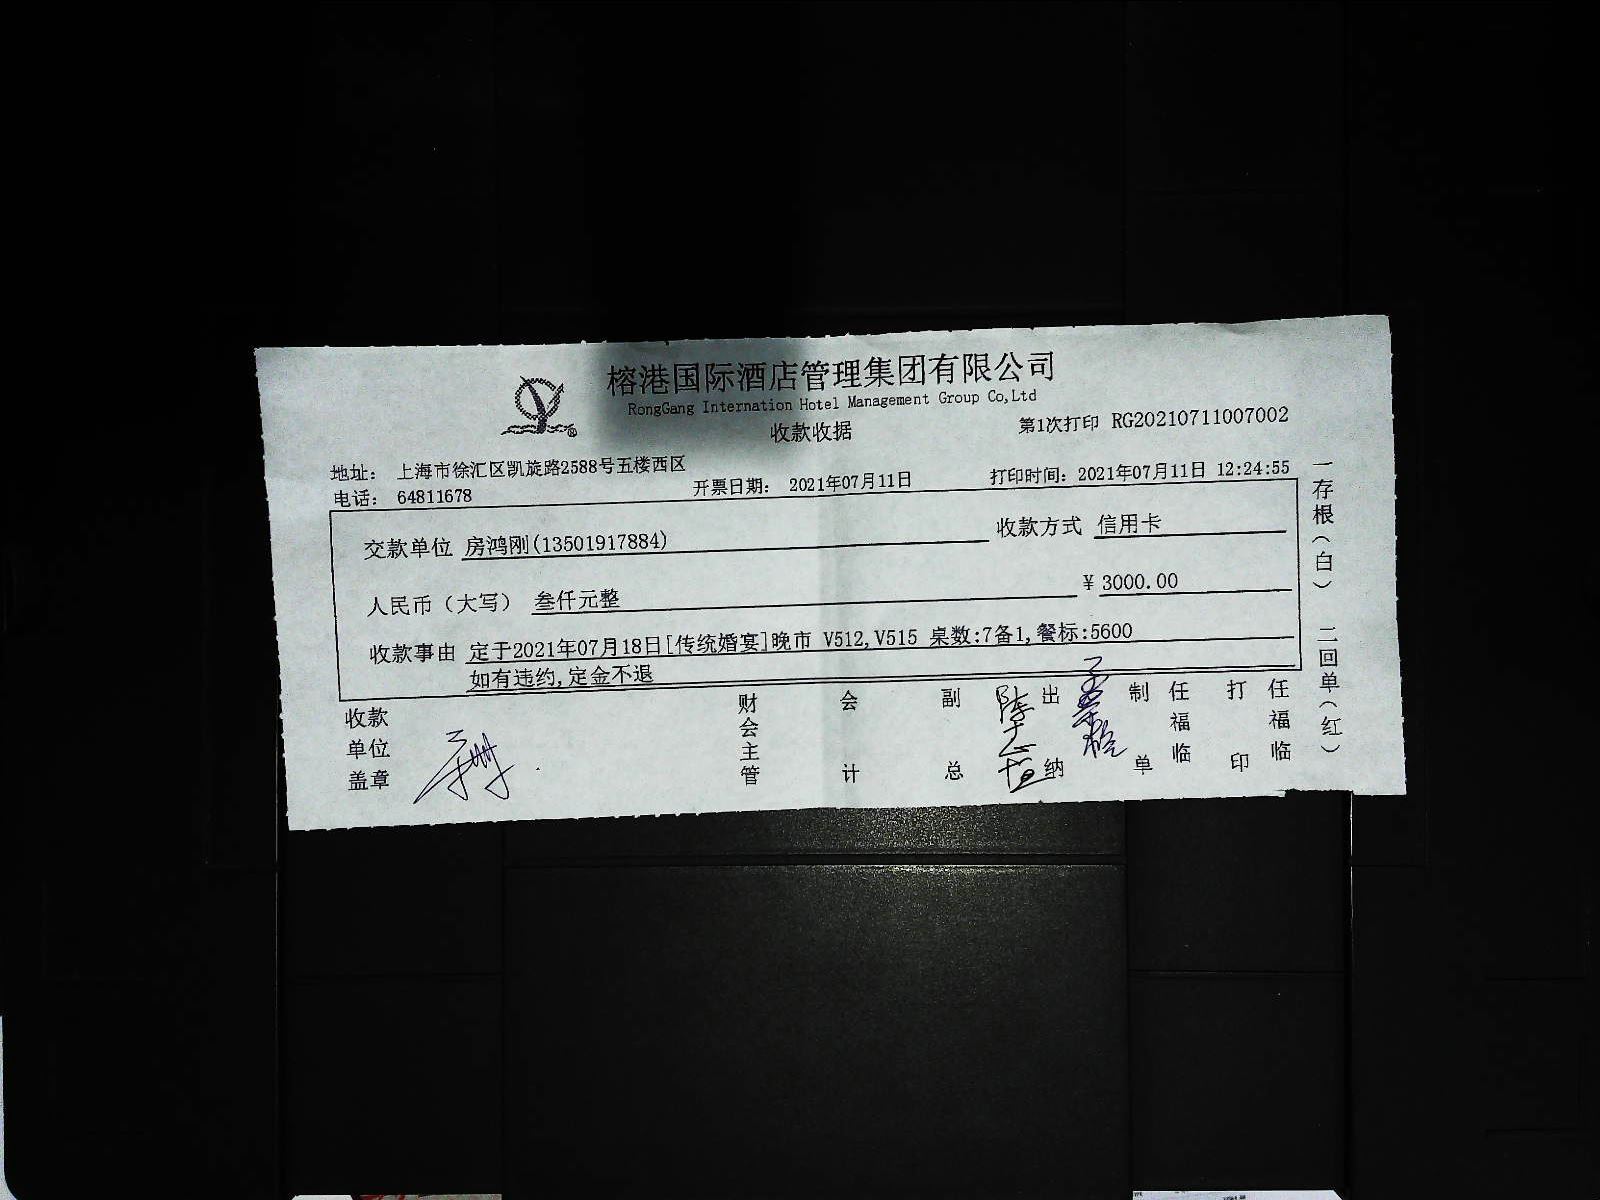 榕港国际酒店管理集团有限公司
RongGang Internation Hotel Management Group Co,Ltd
收款收据
第1次打印 RG20210711007002
地址： 上海市徐汇区凯旋路2588号五楼西区
电话： 64811678
开票日期： 2021年07月11日
打印时间：2021年07月11日 12:24:55
交款单位 房鸿刚(13501917884)
收款方式 信用卡
人民币（大写） 叁仟元整
¥ 3000.00
收款事由 定于2021年07月18日[传统婚宴]晚市 V512,V515 桌数:7备1,餐标:5600
如有违约,定金不退
收款单位盖章
财会主管
会计
副总
出纳
制单
任福临
打印
任福临
一存根（白）
二回单（红）